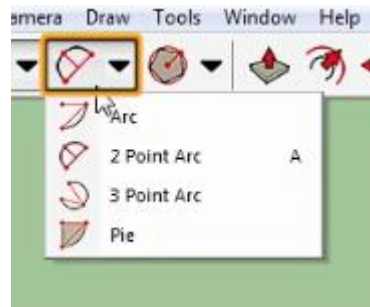 amera Draw Tools Window Help
Arc
2 Point Arc A
3 Point Arc
Pie